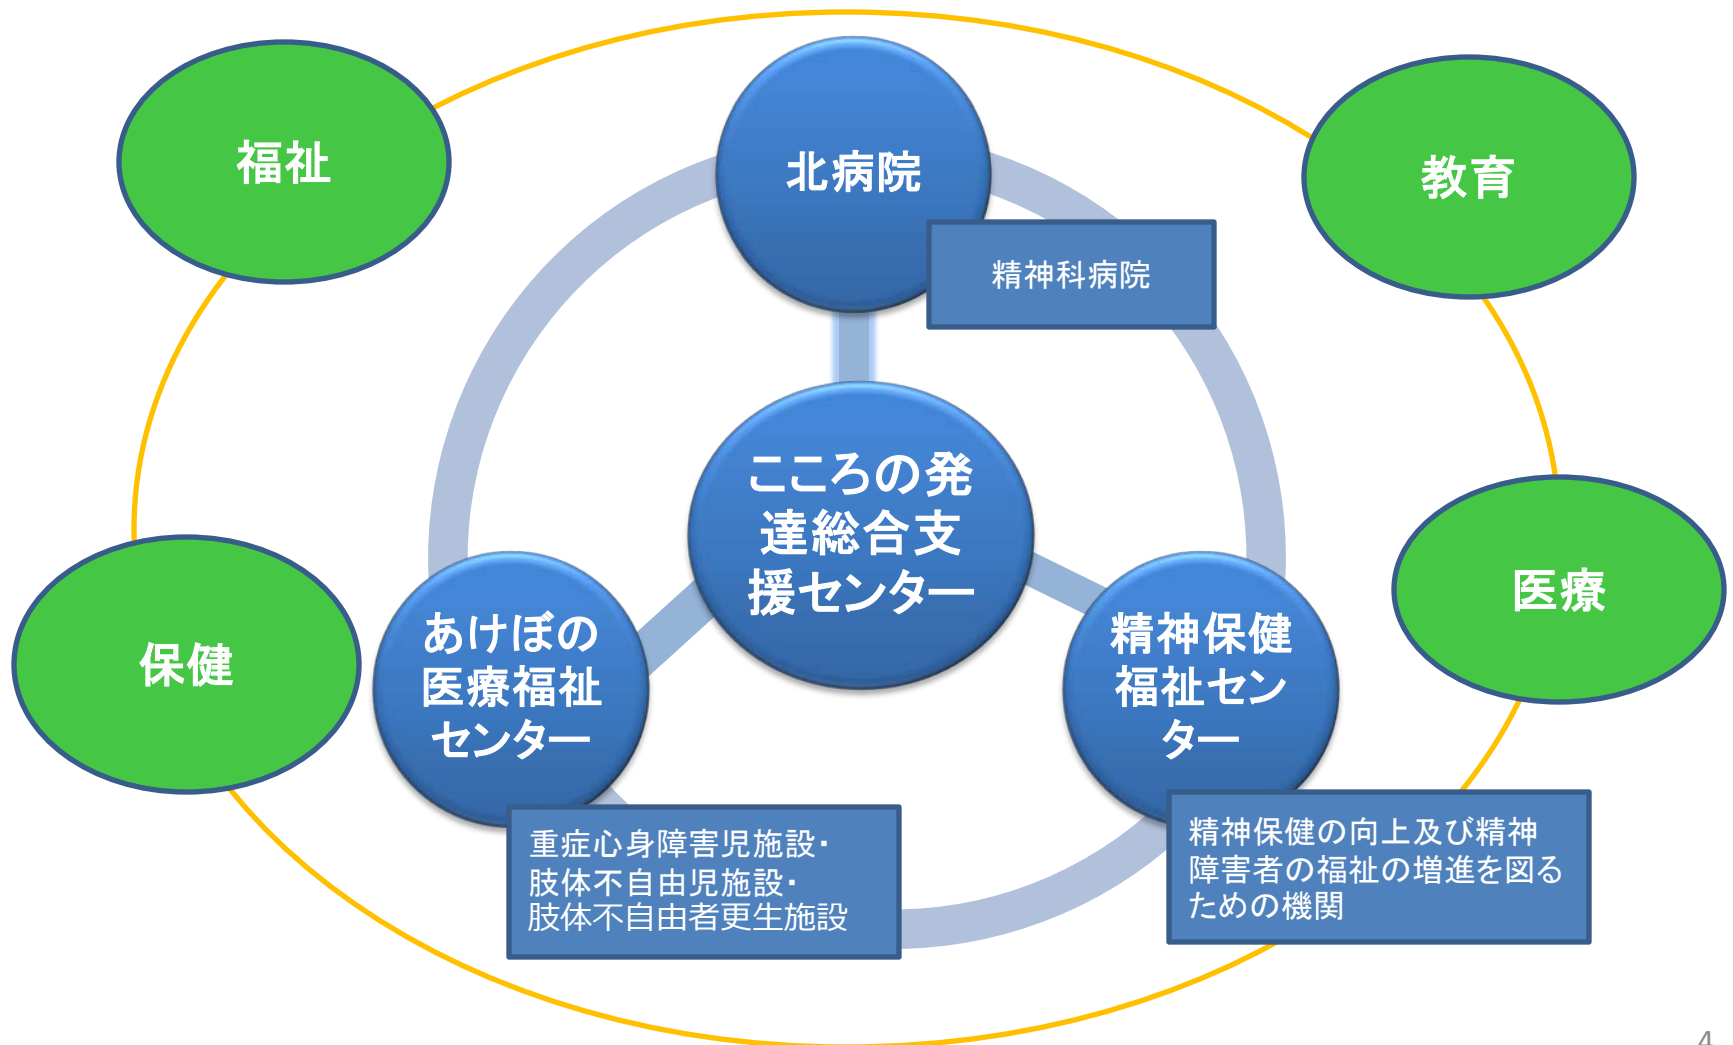 福祉
北病院
教育
精神科病院
こころの発
達総合支
援センター
医療
保健
あけぼの
医療福祉
センター
精神保健
福祉セン
ター
重症心身障害児施設・
肢体不自由児施設・
肢体不自由者更生施設
精神保健の向上及び精神
障害者の福祉の増進を図る
ための機関
4